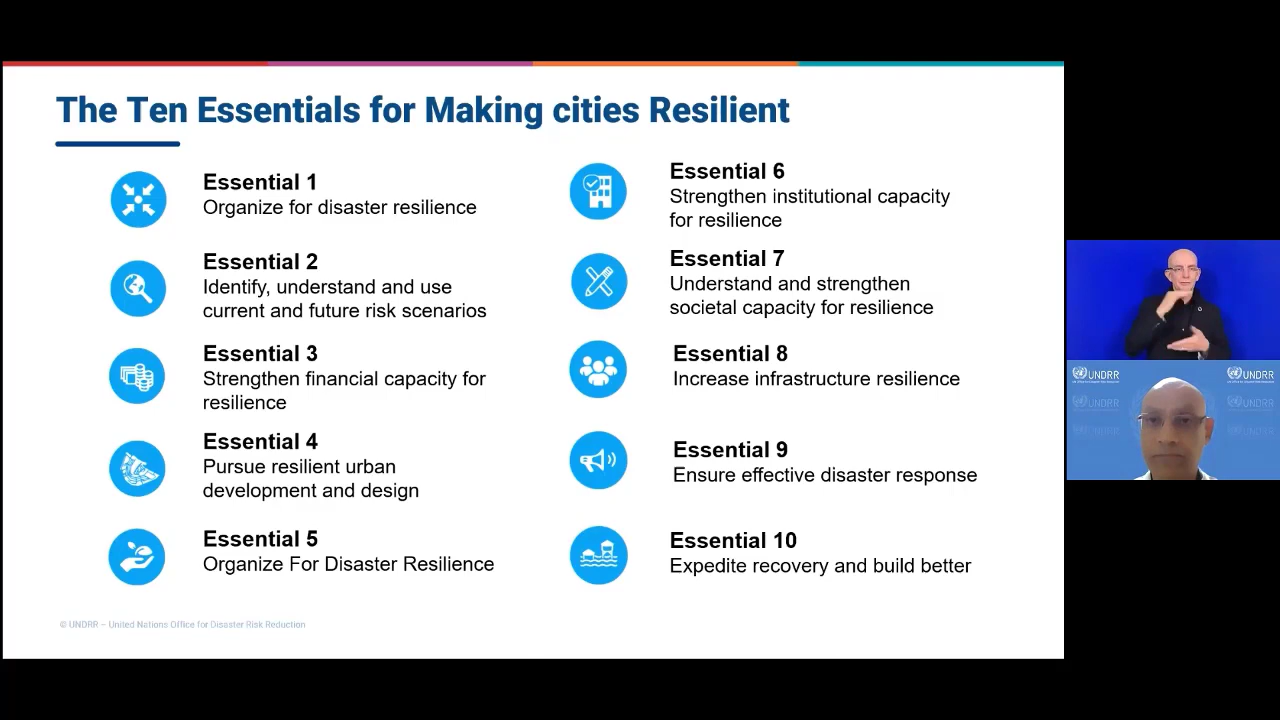 The Ten Essentials for Making cities Resilient
Essential 1
Organize for disaster resilience
Essential 2
Identify, understand and use
current and future risk scenarios
Essential 3
Strengthen financial capacity for
resilience
Essential 4
Pursue resilient urban
development and design
Essential 5
Organize For Disaster Resilience
Essential 6
Strengthen institutional capacity
for resilience
Essential 7
Understand and strengthen
societal capacity for resilience
Essential 8
Increase infrastructure resilience
Essential 9
Ensure effective disaster response
Essential 10
Expedite recovery and build better
© UNDRR – United Nations Office for Disaster Risk Reduction
UNDRR
UNDRR
UNDRR
UNDRR